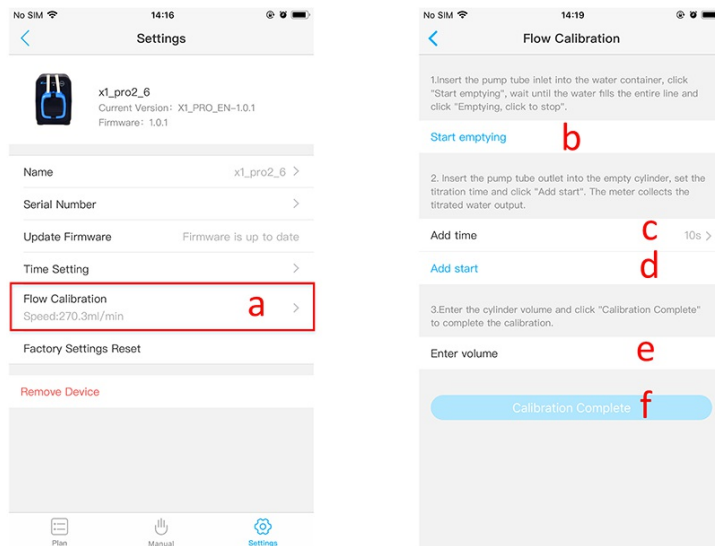 No SIM 14:16
Settings
x1_pro2_6
Current Version: X1_PRO_EN-1.0.1
Firmware: 1.0.1
Name x1_pro2_6 >
Serial Number >
Update Firmware Firmware is up to date
Time Setting >
Flow Calibration
Speed:270.3ml/min
a >
Factory Settings Reset
Remove Device
Plan Manual Settings
No SIM 14:19
Flow Calibration
1.Insert the pump tube inlet into the water container, click
"Start emptying", wait until the water fills the entire line and
click "Emptying, click to stop".
Start emptying b
2. Insert the pump tube outlet into the empty cylinder, set the
titration time and click "Add start". The meter collects the
titrated water output.
Add time c 10s >
Add start d
3.Enter the cylinder volume and click "Calibration Complete"
to complete the calibration.
Enter volume e
Calibration Complete f